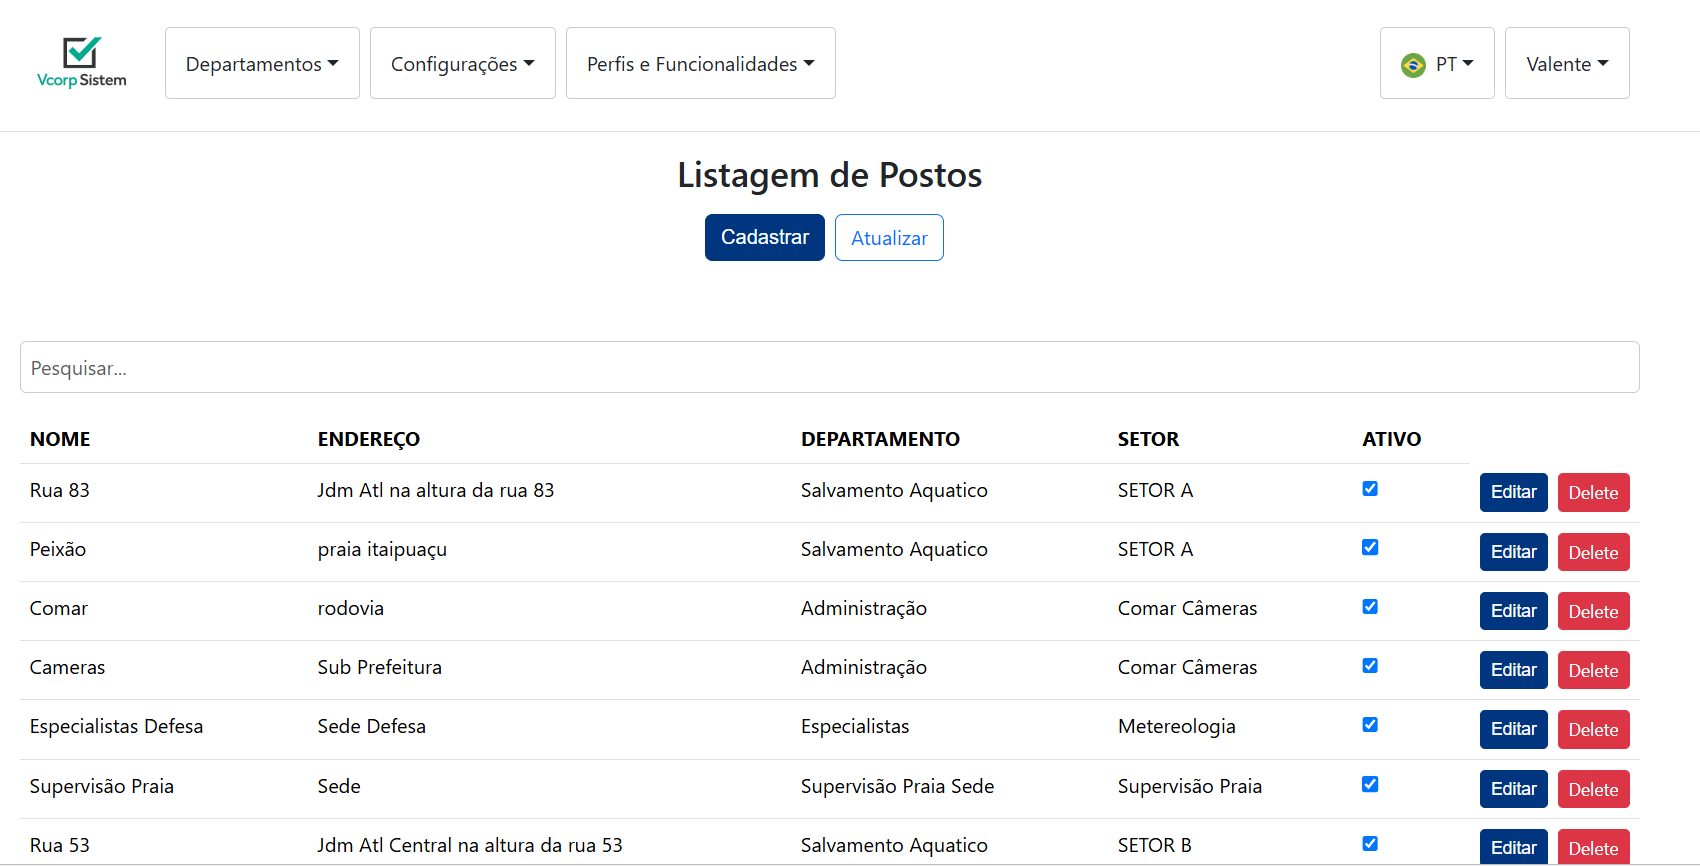 Vcorp Sistem
Departamentos
Configurações
Perfis e Funcionalidades
PT
Valente
Listagem de Postos
Cadastrar
Atualizar
Pesquisar...
NOME ENDEREÇO DEPARTAMENTO SETOR ATIVO
Rua 83 Jdm Atl na altura da rua 83 Salvamento Aquatico SETOR A Editar Delete
Peixão praia itaipuaçu Salvamento Aquatico SETOR A Editar Delete
Comar rodovia Administração Comar Câmeras Editar Delete
Cameras Sub Prefeitura Administração Comar Câmeras Editar Delete
Especialistas Defesa Sede Defesa Especialistas Metereologia Editar Delete
Supervisão Praia Sede Supervisão Praia Sede Supervisão Praia Editar Delete
Rua 53 Jdm Atl Central na altura da rua 53 Salvamento Aquatico SETOR B Editar Delete